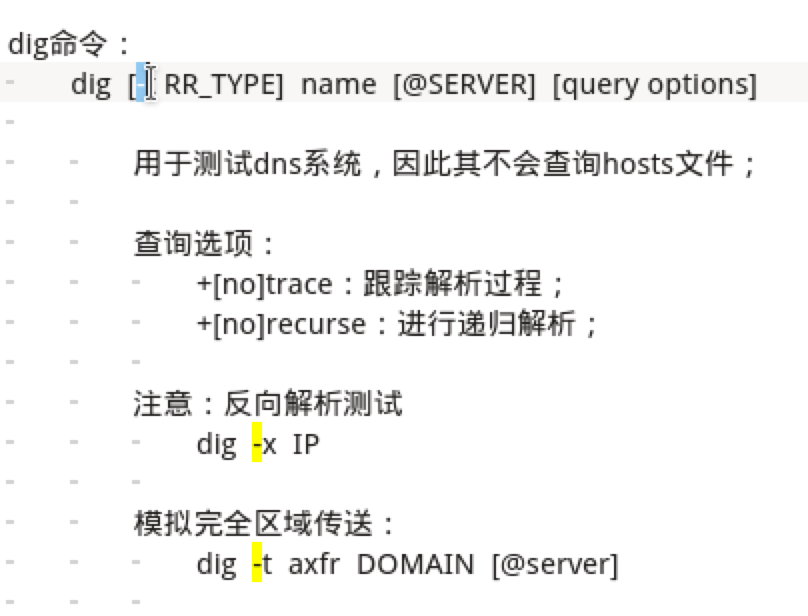 dig命令：
dig [- RR_TYPE] name [@SERVER] [query options]
用于测试dns系统，因此其不会查询hosts文件；
查询选项：
+[no]trace：跟踪解析过程；
+[no]recurse：进行递归解析；
注意：反向解析测试
dig -x IP
模拟完全区域传送：
dig -t axfr DOMAIN [@server]